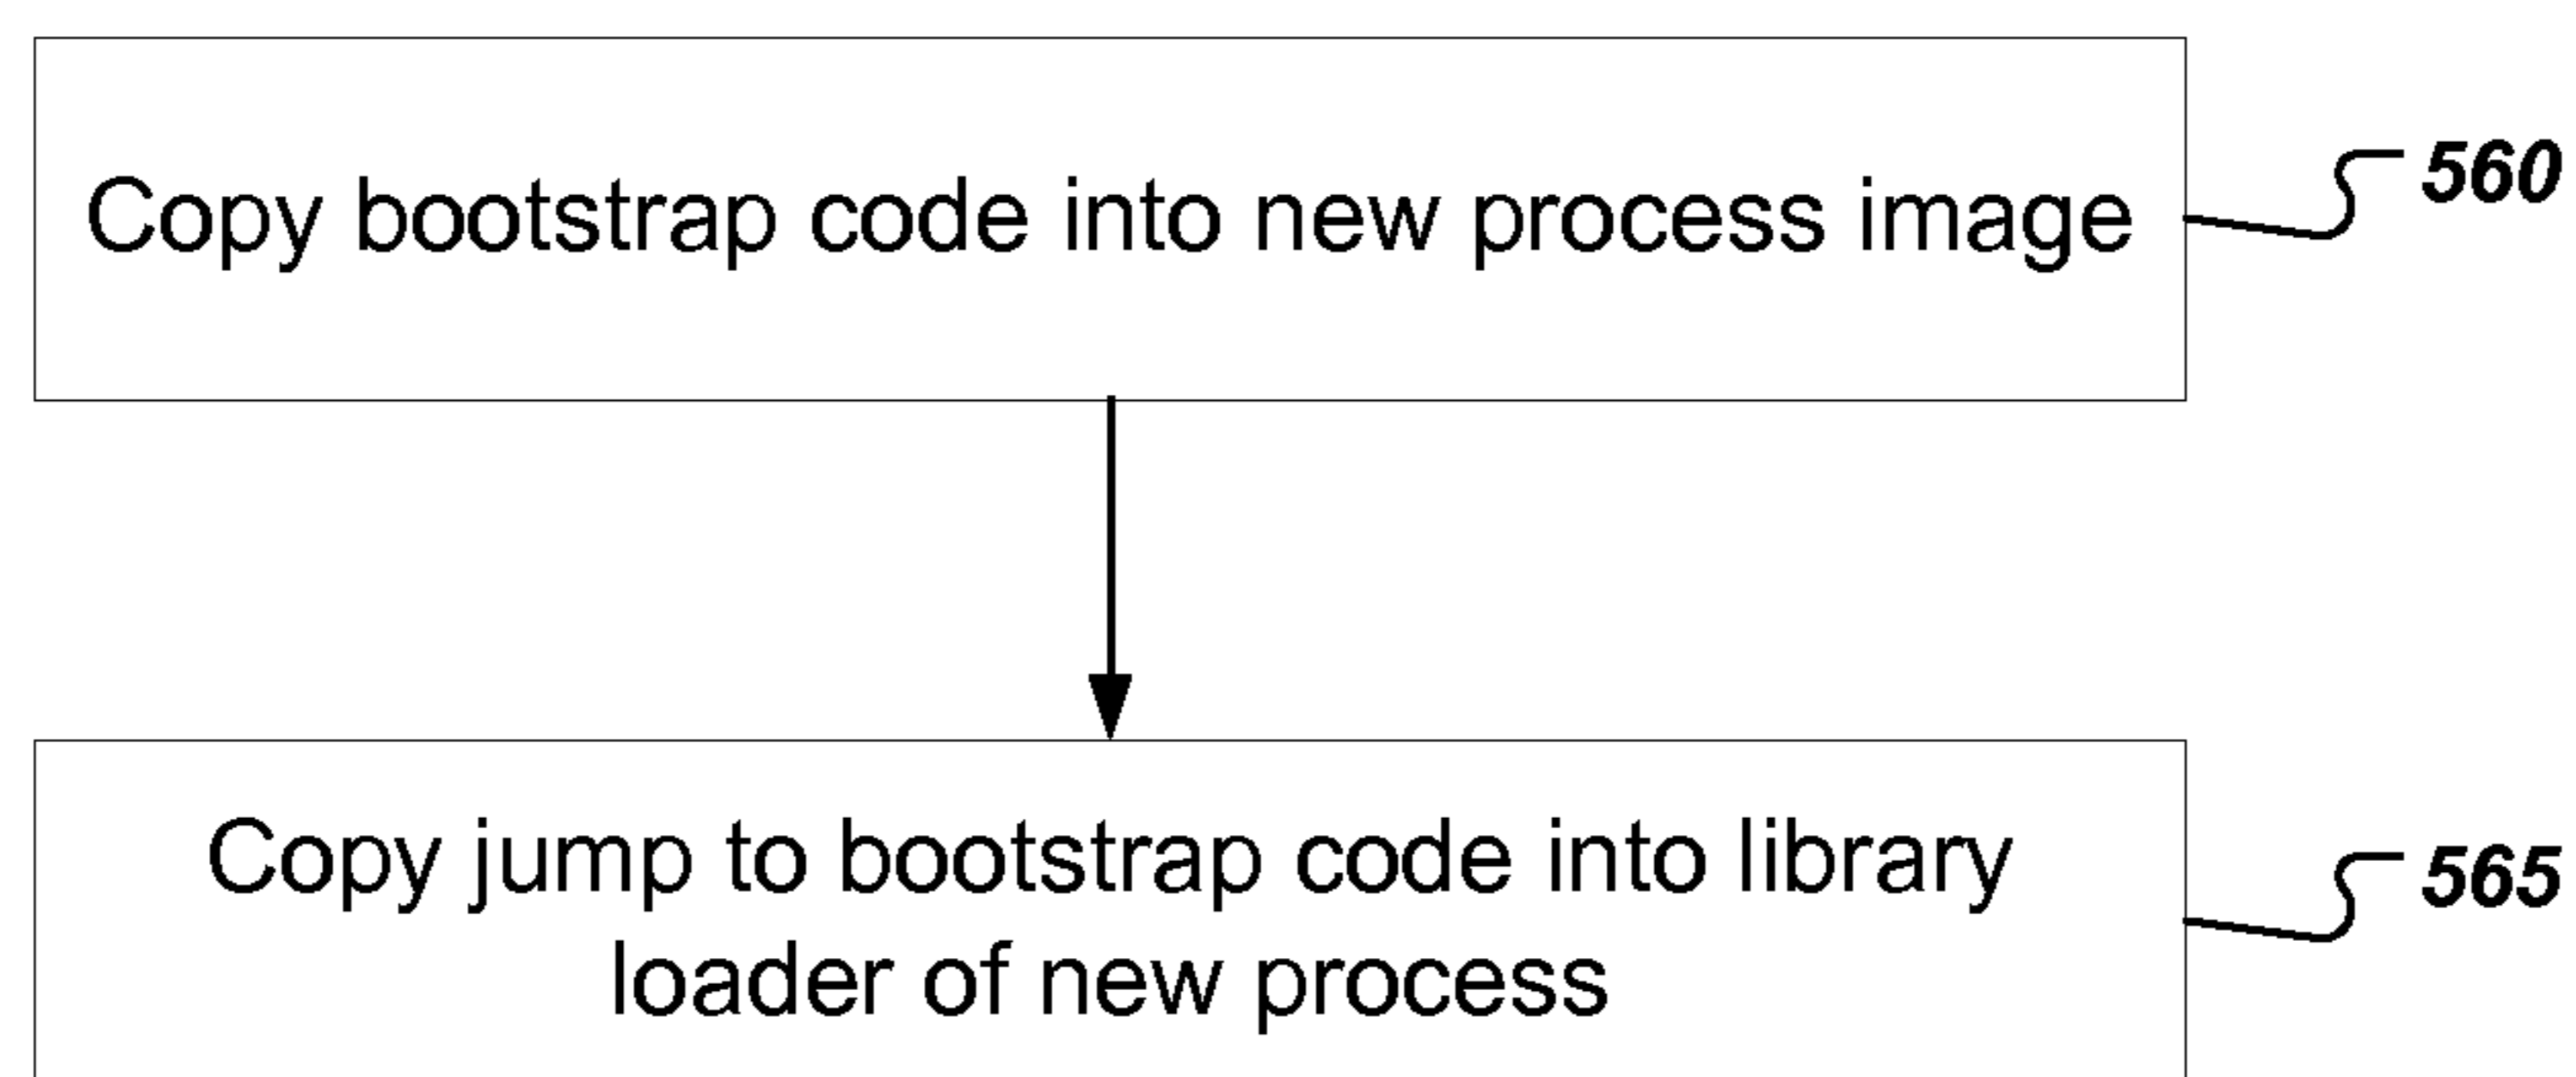 Copy bootstrap code into new process image
560
Copy jump to bootstrap code into library
loader of new process
565